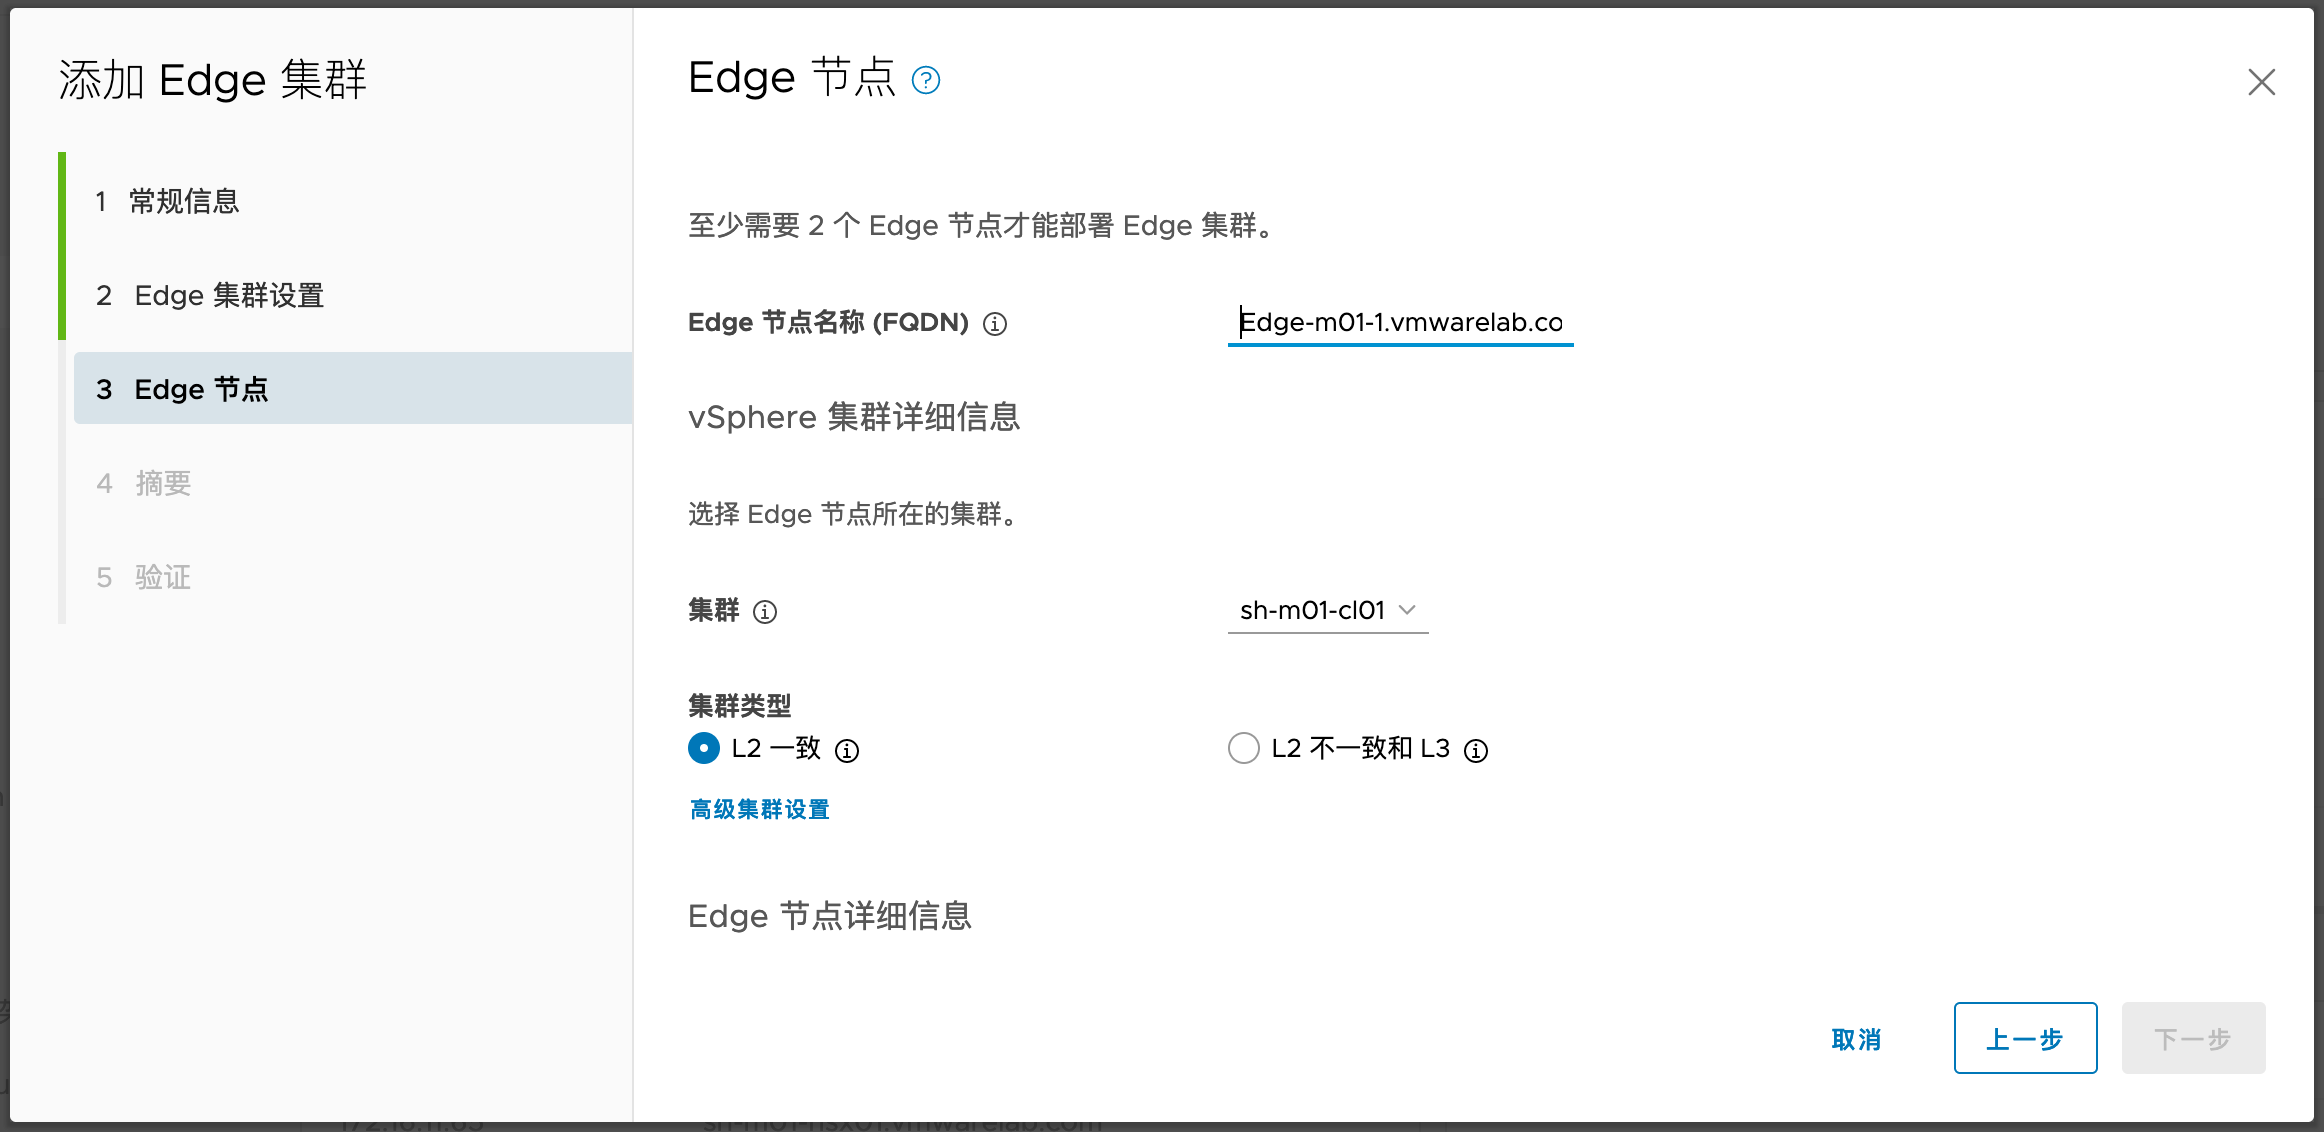 添加 Edge 集群
1 常规信息
2 Edge 集群设置
3 Edge 节点
4 摘要
5 验证
Edge 节点
至少需要 2 个 Edge 节点才能部署 Edge 集群。
Edge 节点名称 (FQDN)
Edge-m01-1.vmwarelab.co
vSphere 集群详细信息
选择 Edge 节点所在的集群。
集群
sh-m01-cl01
集群类型
L2 一致
L2 不一致和 L3
高级集群设置
Edge 节点详细信息
取消
上一步
下一步